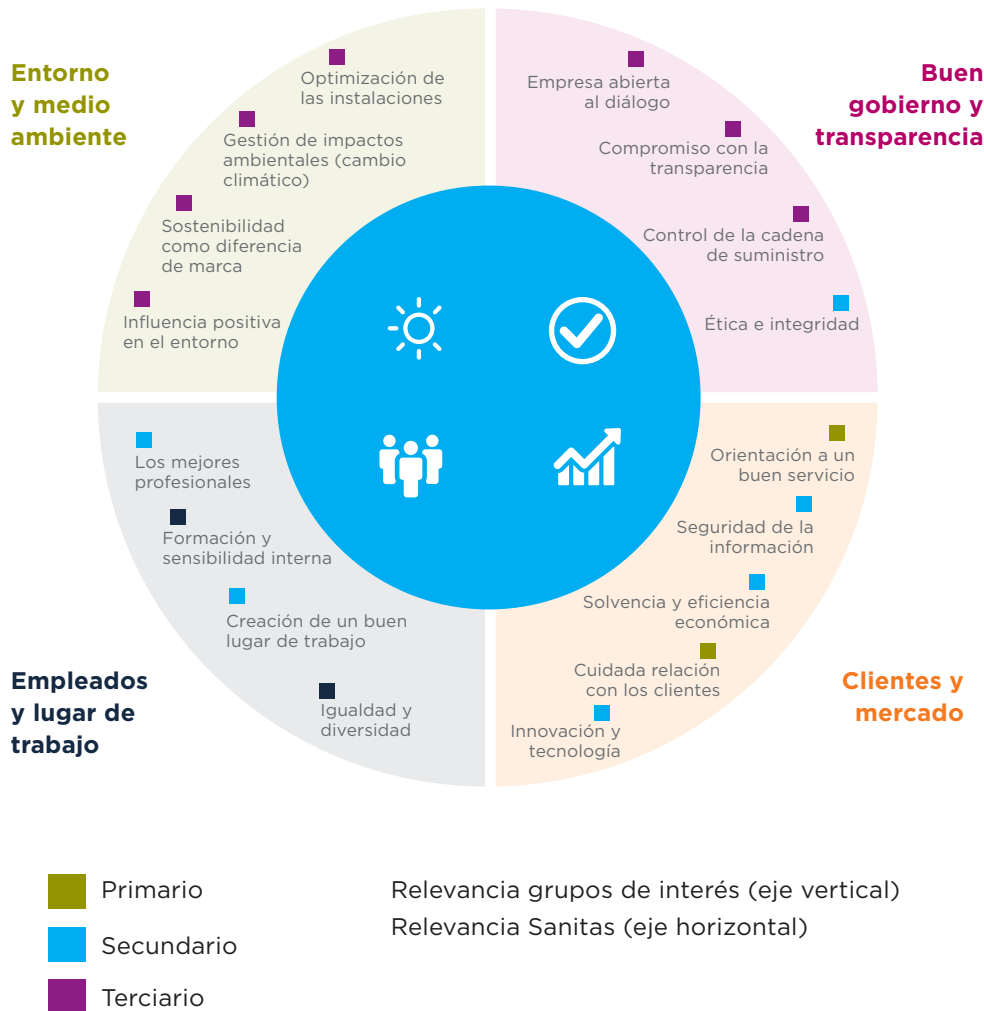 Entorno
y medio
ambiente
Optimización de
las instalaciones
Gestión de impactos
ambientales (cambio
climático)
Sostenibilidad
como diferencia
de marca
Influencia positiva
en el entorno
Buen
gobierno y
transparencia
Empresa abierta
al diálogo
Compromiso con la
transparencia
Control de la cadena
de suministro
Ética e integridad
Empleados
y lugar de
trabajo
Los mejores
profesionales
Formación y
sensibilidad interna
Creación de un buen
lugar de trabajo
Igualdad y
diversidad
Clientes y
mercado
Orientación a un
buen servicio
Seguridad de la
información
Solvencia y eficiencia
económica
Cuidada relación
con los clientes
Innovación y
tecnología
Primario
Secundario
Terciario
Relevancia grupos de interés (eje vertical)
Relevancia Sanitas (eje horizontal)